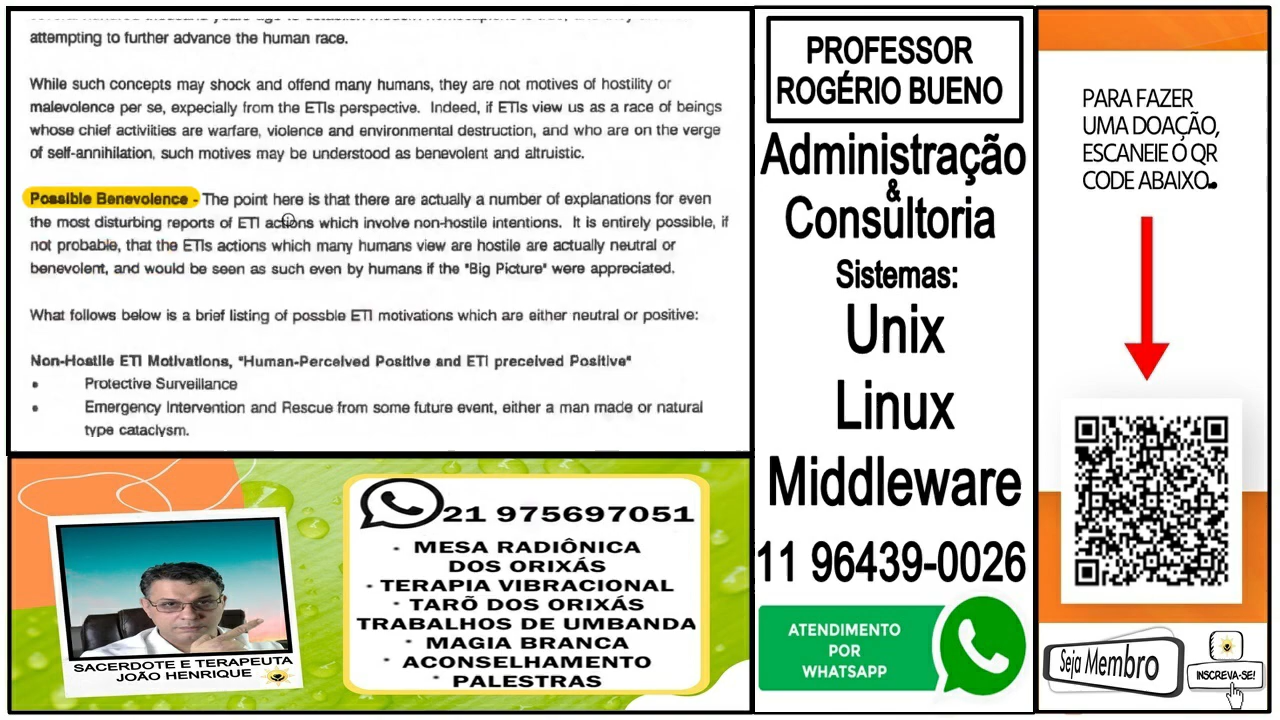 attempting to further advance the human race.
While such concepts may shock and offend many humans, they are not motives of hostility or
malevolence per se, expecially from the ETIs perspective. Indeed, if ETIs view us as a race of beings
whose chief activiities are warfare, violence and environmental destruction, and who are on the verge
of self-annihilation, such motives may be understood as benevolent and altruistic.
Possible Benevolence - The point here is that there are actually a number of explanations for even
the most disturbing reports of ETI actions which involve non-hostile intentions. It is entirely possible, if
not probable, that the ETIs actions which many humans view are hostile are actually neutral or
benevolent, and would be seen as such even by humans if the "Big Picture" were appreciated.
What follows below is a brief listing of possble ETI motivations which are either neutral or positive:
Non-Hostile ETI Motivations, "Human-Perceived Positive and ETI preceived Positive"
• Protective Surveillance
• Emergency Intervention and Rescue from some future event, either a man made or natural
type cataclysm.
SACERDOTE E TERAPEUTA
JOÃO HENRIQUE
21 975697051
· MESA RADIÔNICA
DOS ORIXÁS
· TERAPIA VIBRACIONAL
· TARÕ DOS ORIXÁS
TRABALHOS DE UMBANDA
· MAGIA BRANCA
· ACONSELHAMENTO
· PALESTRAS
PROFESSOR
ROGÉRIO BUENO
Administração
&
Consultoria
Sistemas:
Unix
Linux
Middleware
11 96439-0026
ATENDIMENTO
POR
WHATSAPP
PARA FAZER
UMA DOAÇÃO,
ESCANEIE O QR
CODE ABAIXO.
Seja Membro
INSCREVA-SE!